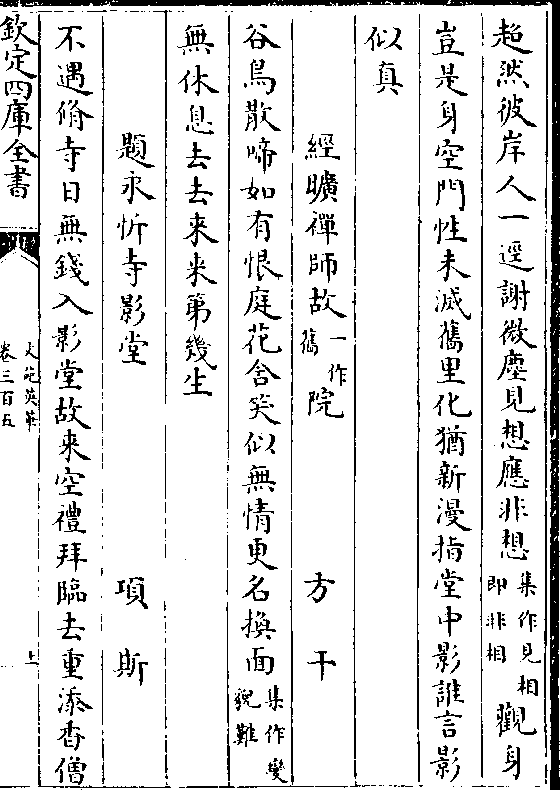 超然彼岸人一逕謝微塵見想應非想集作見相即非相觀身
豈是身空門性未滅舊里化猶新漫指堂中影誰言影
似真
經曠禪師故一作舊院　方干
谷鳥散啼如有恨庭花含笑似無情更名換面集作變貌難
無休息去去來來第幾生
題永忻寺影堂　項斯
不遇脩寺日無錢入影堂故來空禮拜臨去重添香僧
欽定四庫全書
文苑英華
卷三百五